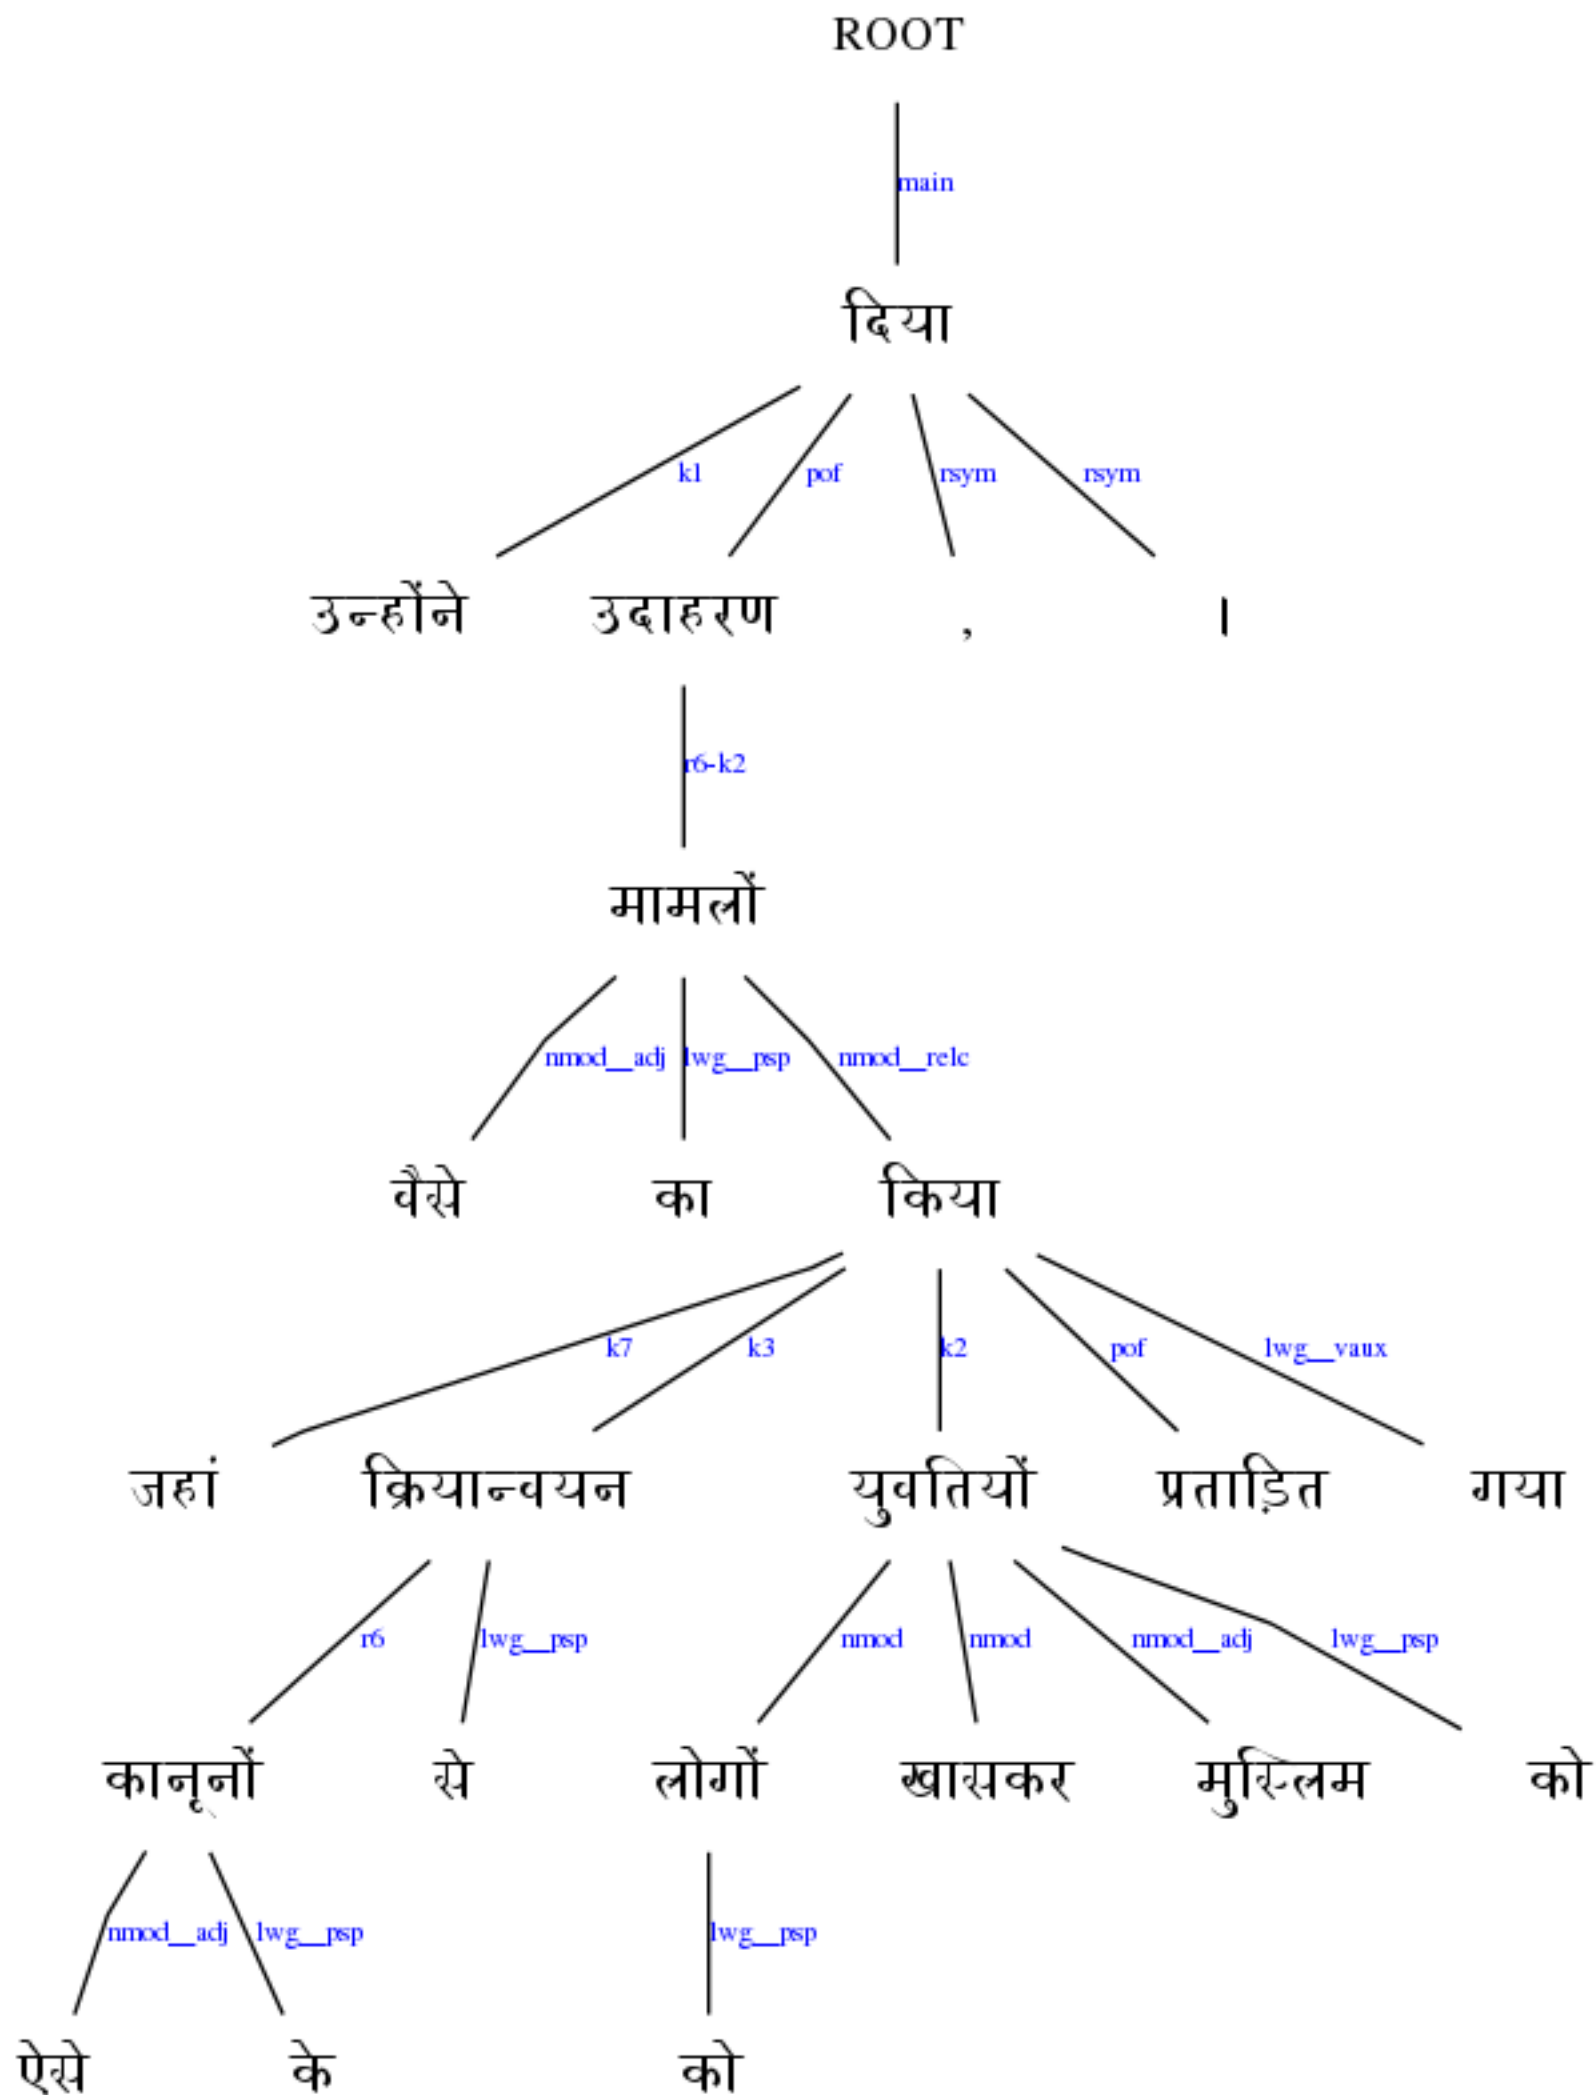 ROOT
main
दिया
k1 pof rsym rsym
उन्होंने उदाहरण , ।
r6-k2
मामलों
nmod__adj lwg__psp nmod__relc
वैसे का किया
k7 k3 k2 pof lwg__vaux
जहां क्रियान्वयन युवतियों प्रताड़ित गया
r6 lwg__psp nmod nmod nmod__adj lwg__psp
कानूनों से लोगों खासकर मुस्लिम को
nmod__adj lwg__psp lwg__psp
ऐसे के को